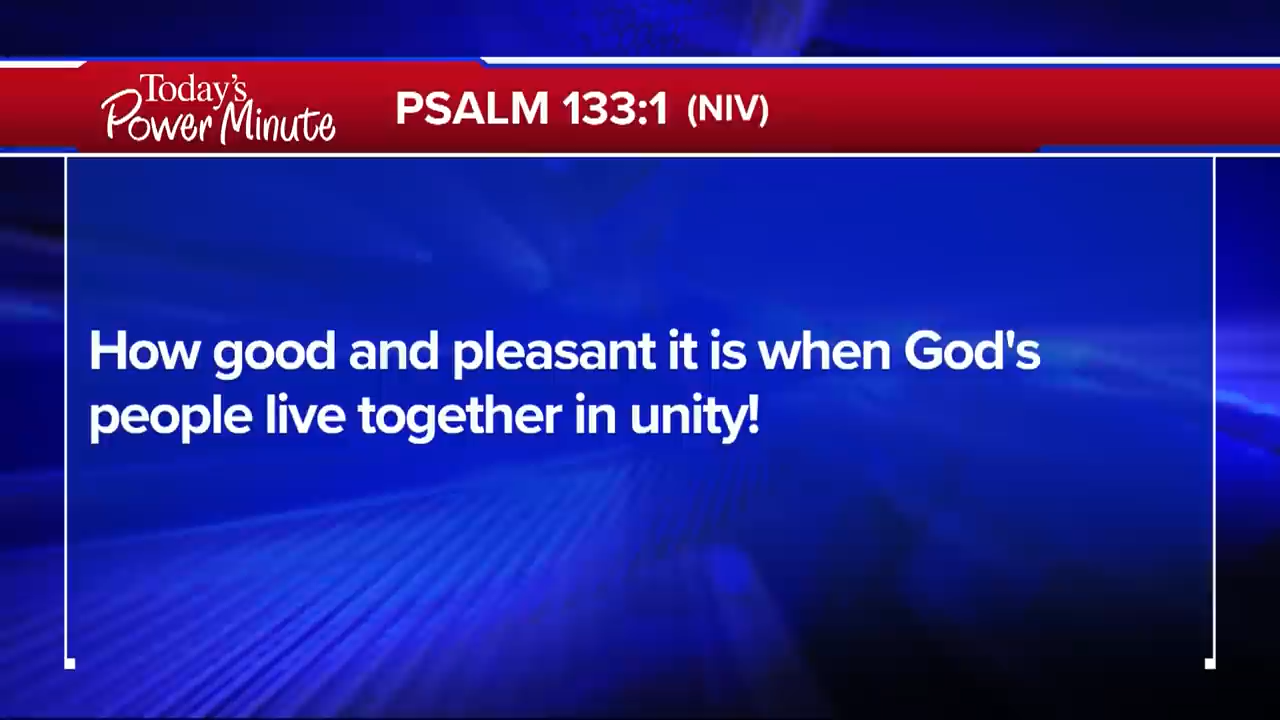 Today's
Power Minute
PSALM 133:1 (NIV)
How good and pleasant it is when God's
people live together in unity!